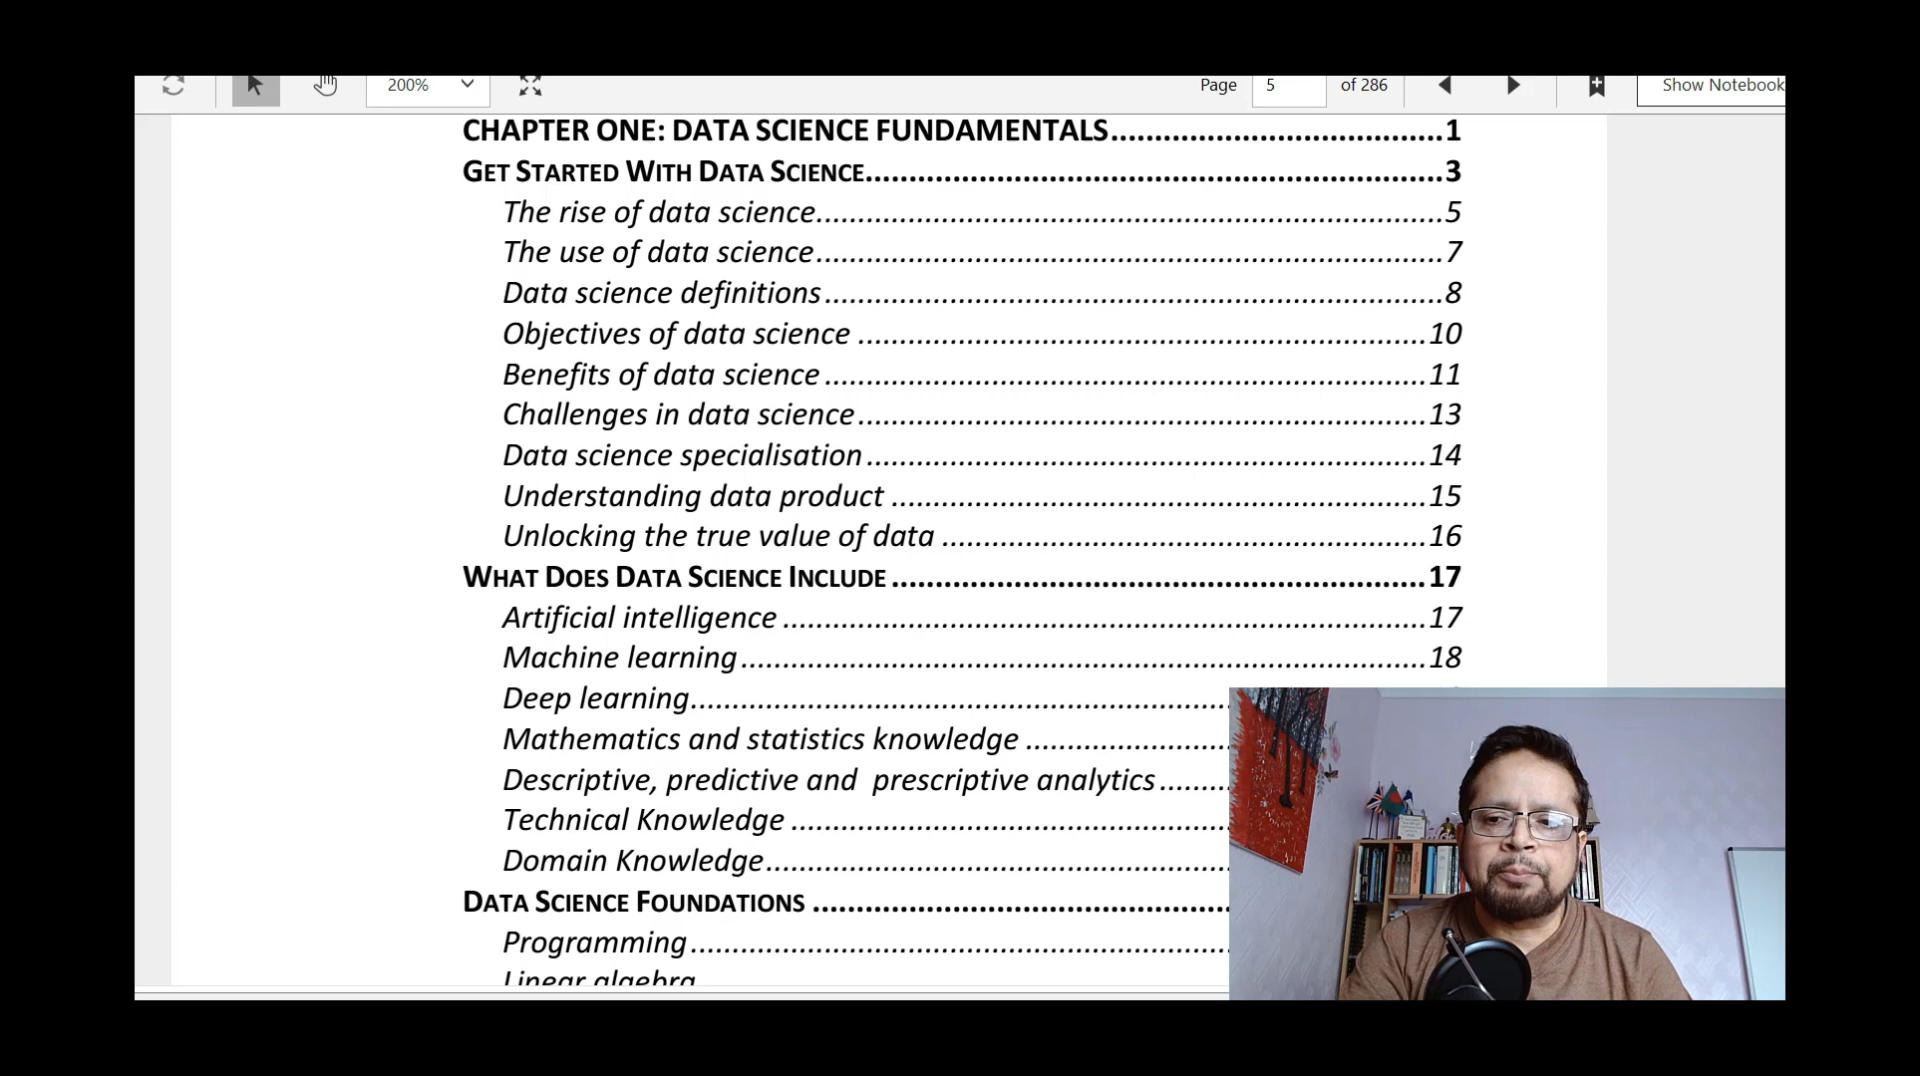 200%
Page 5 of 286
Show Notebook
CHAPTER ONE: DATA SCIENCE FUNDAMENTALS....................................1
GET STARTED WITH DATA SCIENCE....................................3
The rise of data science....................................5
The use of data science....................................7
Data science definitions....................................8
Objectives of data science ....................................10
Benefits of data science ....................................11
Challenges in data science ....................................13
Data science specialisation ....................................14
Understanding data product ....................................15
Unlocking the true value of data ....................................16
WHAT DOES DATA SCIENCE INCLUDE ....................................17
Artificial intelligence ....................................17
Machine learning ....................................18
Deep learning....................................
Mathematics and statistics knowledge ..............
Descriptive, predictive and  prescriptive analytics .......
Technical Knowledge ..............................
Domain Knowledge..............................
DATA SCIENCE FOUNDATIONS ..............................
Programming....................................
Linear algebra